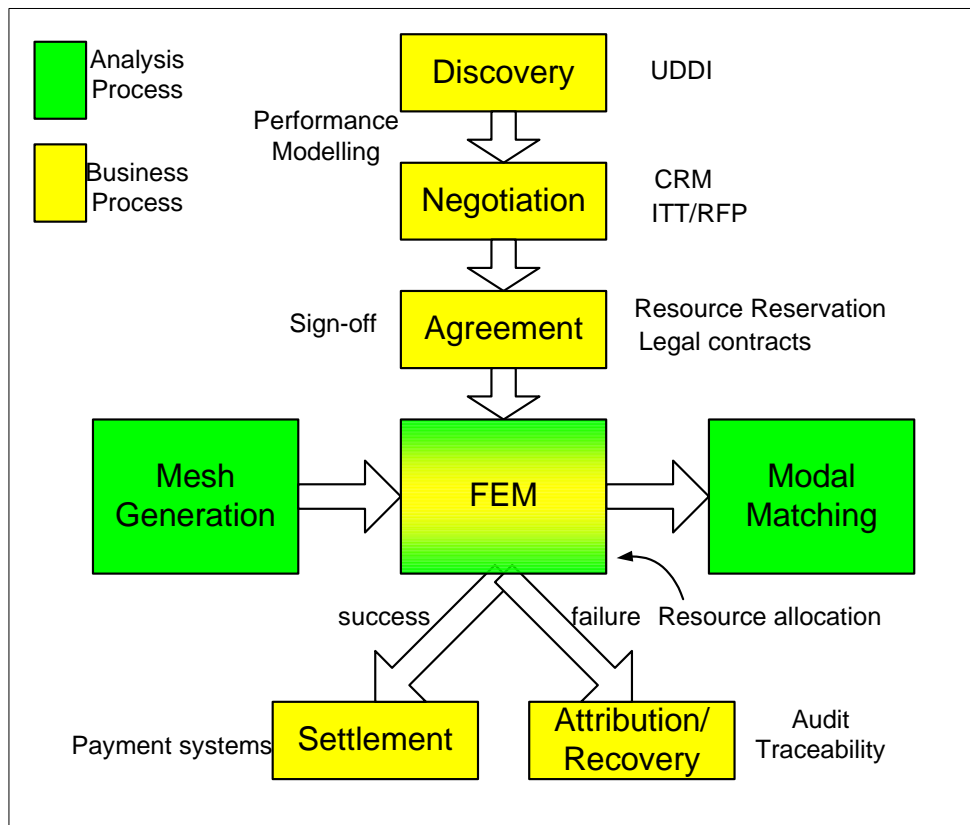 Analysis
Process
Business
Process
Discovery
UDDI
Performance
Modelling
Negotiation
CRM
ITT/RFP
Sign-off
Agreement
Resource Reservation
Legal contracts
Mesh
Generation
FEM
Modal
Matching
success
failure
Resource allocation
Payment systems
Settlement
Attribution/
Recovery
Audit
Traceability